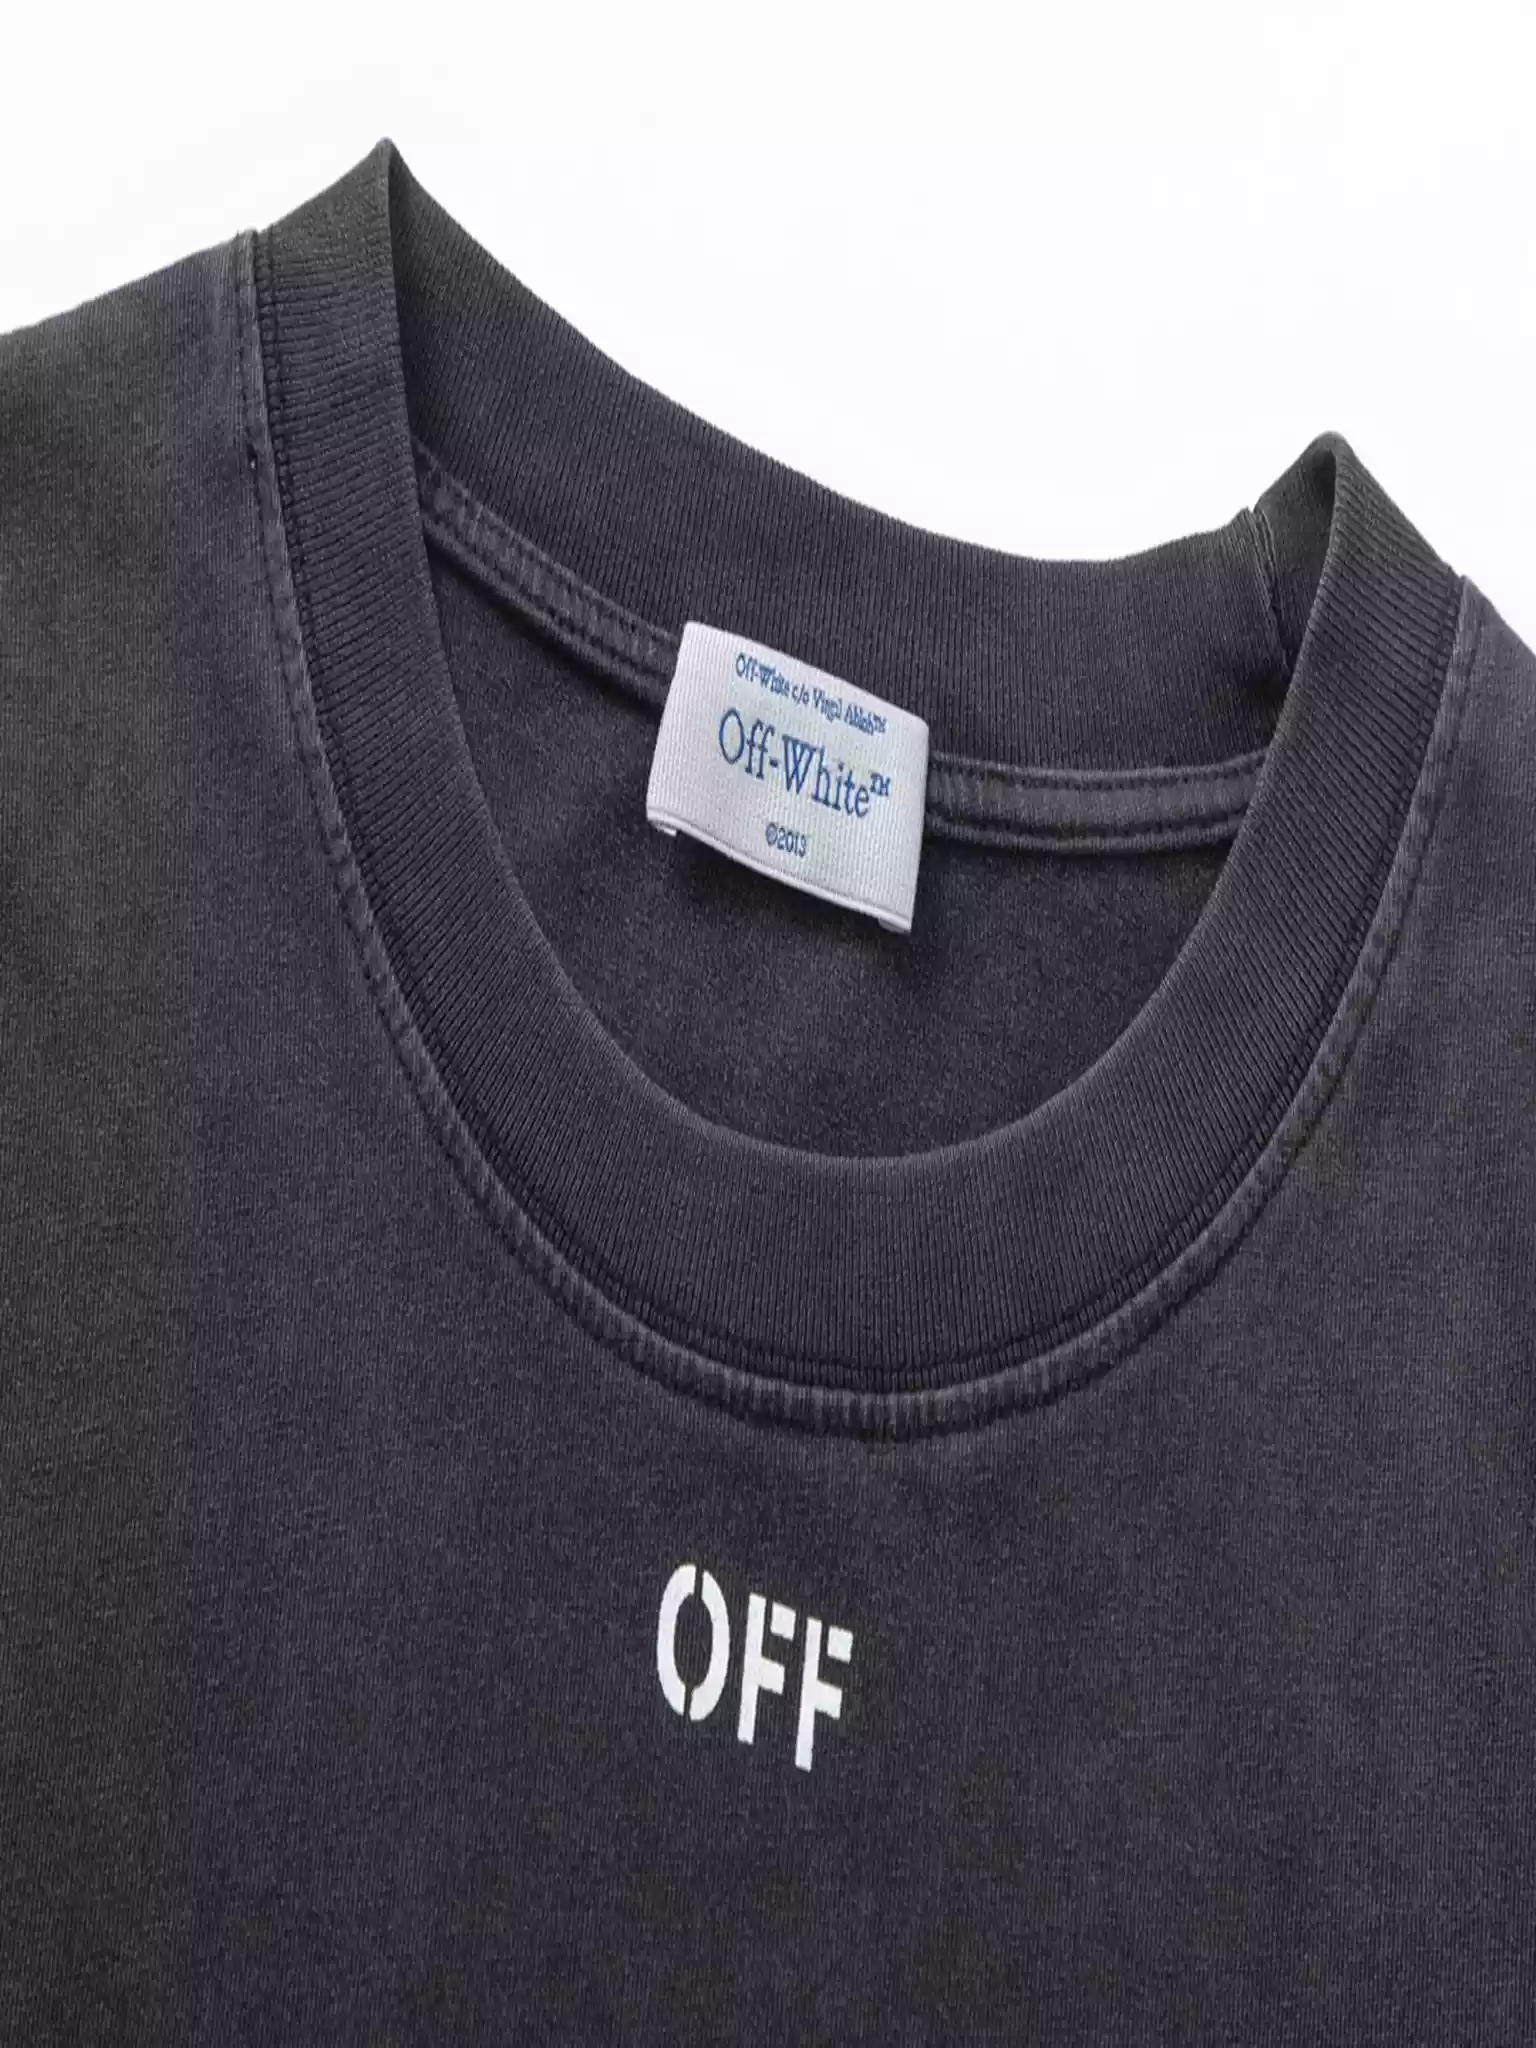 Off-White c/o Virgil Abloh™
Off-White™
©2013
OFF